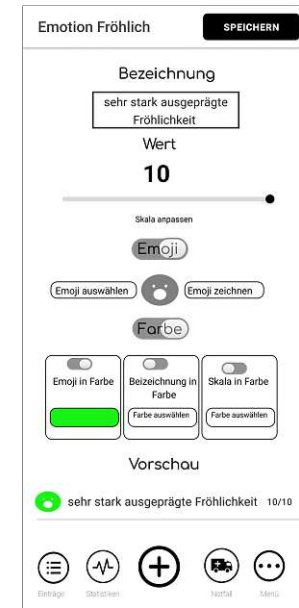 Emotion Fröhlich
SPEICHERN
Bezeichnung
sehr stark ausgeprägte
Fröhlichkeit
Wert
10
Skala anpassen
Emoji
Emoji auswählen
Emoji zeichnen
Farbe
Emoji in Farbe
Beizeichnung in
Farbe
Skala in Farbe
Farbe auswählen
Farbe auswählen
Vorschau
sehr stark ausgeprägte Fröhlichkeit 10/10
Einträge
Statistiken
Notfall
Menü